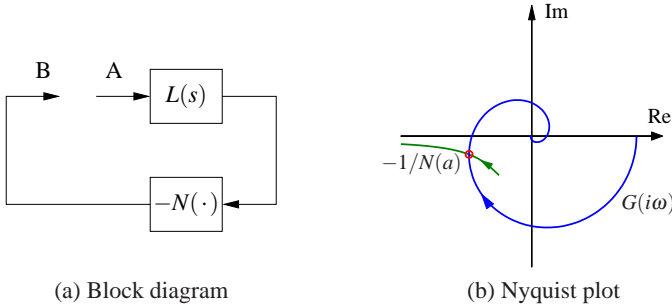 B
A
L(s)
−N(·)
(a) Block diagram
Im
Re
−1/N(a)
G(iω)
(b) Nyquist plot